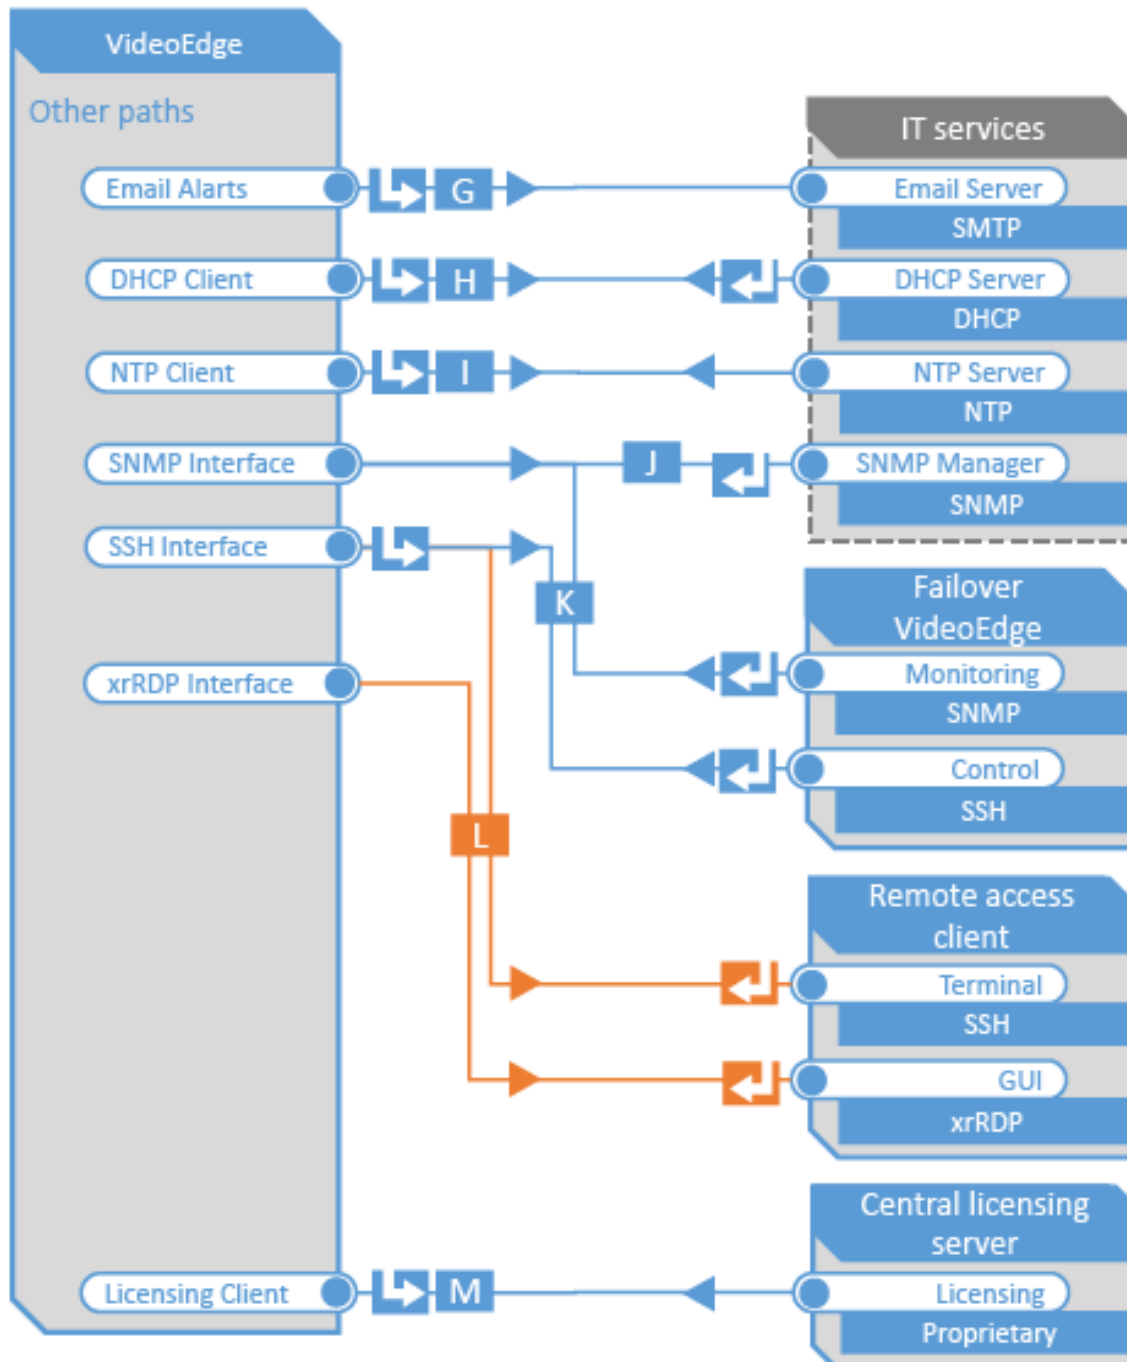 VideoEdge
Other paths
IT services
Email Alarts
G
Email Server
SMTP
DHCP Client
H
DHCP Server
DHCP
NTP Client
I
NTP Server
NTP
SNMP Interface
J
SNMP Manager
SNMP
SSH Interface
Failover
VideoEdge
K
xrRDP Interface
Monitoring
SNMP
Control
SSH
L
Remote access
client
Terminal
SSH
GUI
xrRDP
Central licensing
server
Licensing Client
M
Licensing
Proprietary